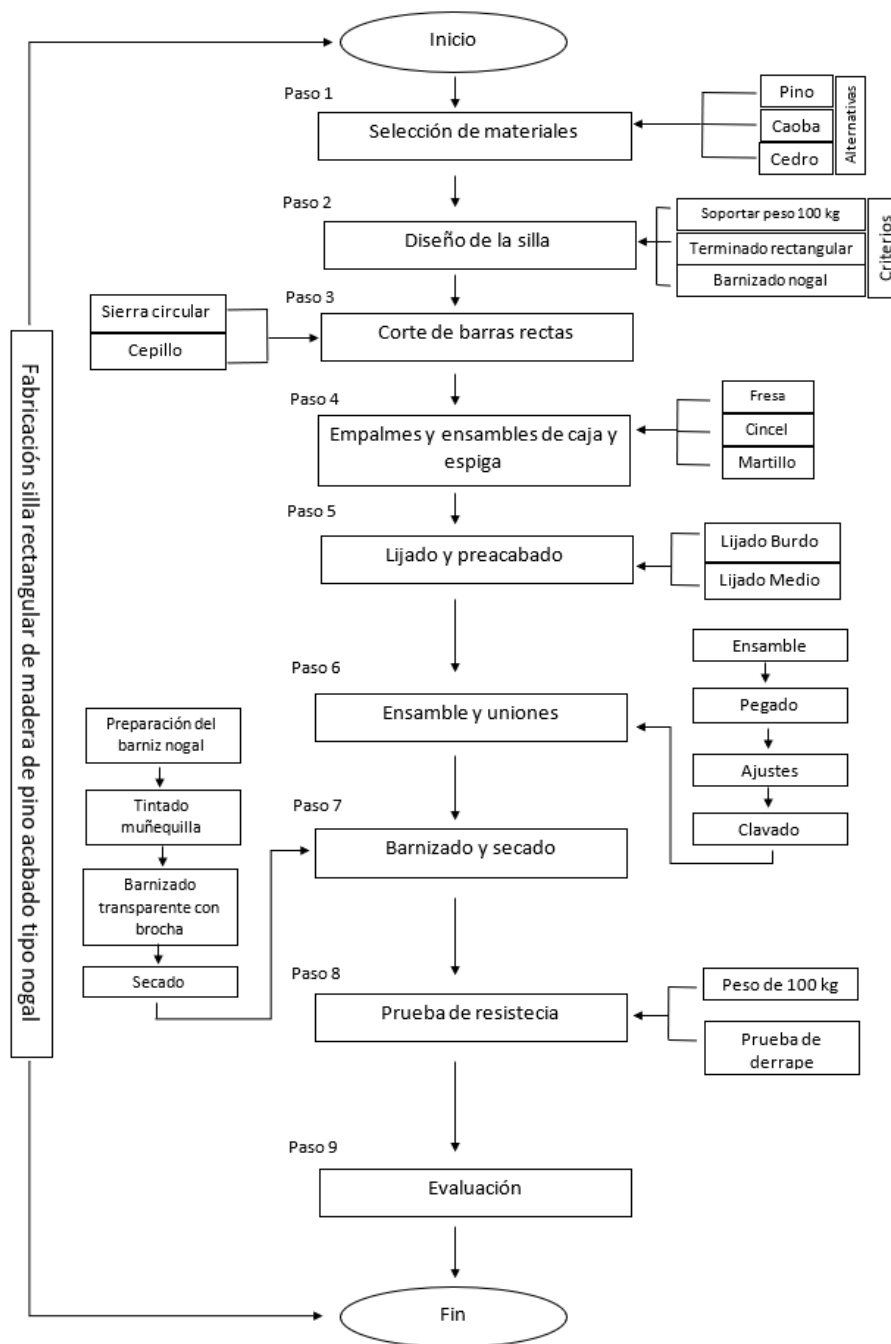 Inicio
Paso 1
Selección de materiales
Pino
Caoba
Cedro
Alternativas
Paso 2
Diseño de la silla
Soportar peso 100 kg
Terminado rectangular
Barnizado nogal
Criterios
Paso 3
Sierra circular
Cepillo
Corte de barras rectas
Paso 4
Empalmes y ensambles de caja y
espiga
Fresa
Cincel
Martillo
Paso 5
Lijado y preacabado
Lijado Burdo
Lijado Medio
Fabricación silla rectangular de madera de pino acabado tipo nogal
Paso 6
Ensamble y uniones
Ensamble
Pegado
Ajustes
Clavado
Preparación del
barniz nogal
Tintado
muñequilla
Barnizado
transparente con
brocha
Secado
Paso 7
Barnizado y secado
Paso 8
Prueba de resistecia
Peso de 100 kg
Prueba de
derrape
Paso 9
Evaluación
Fin